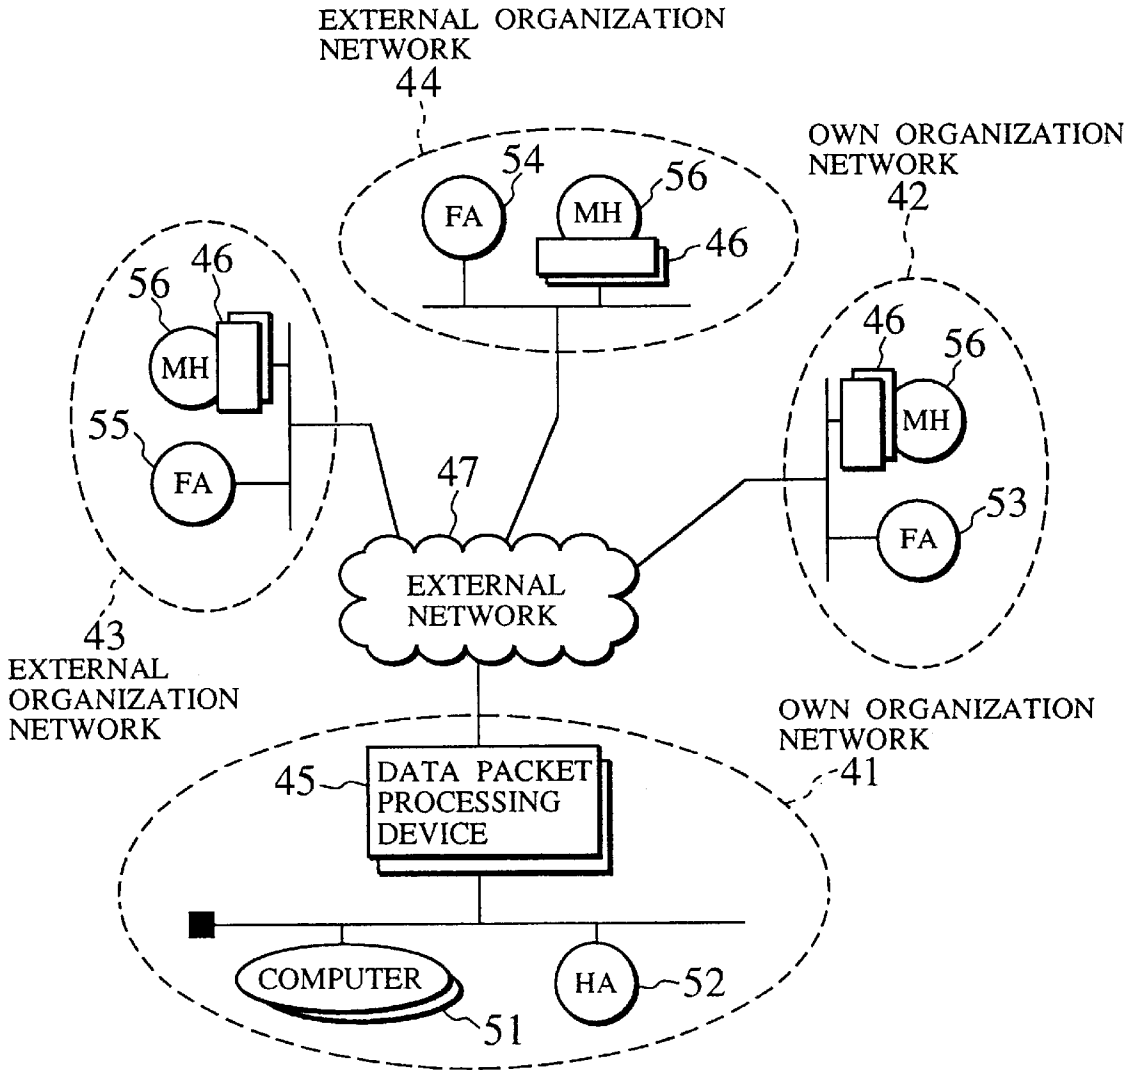 EXTERNAL ORGANIZATION
NETWORK
44
OWN ORGANIZATION
NETWORK
42
54
FA
56
MH
46
46
56
MH
55
FA
46
56
MH
53
FA
47
EXTERNAL
NETWORK
43
EXTERNAL
ORGANIZATION
NETWORK
OWN ORGANIZATION
NETWORK
41
45
DATA PACKET
PROCESSING
DEVICE
COMPUTER
51
HA
52